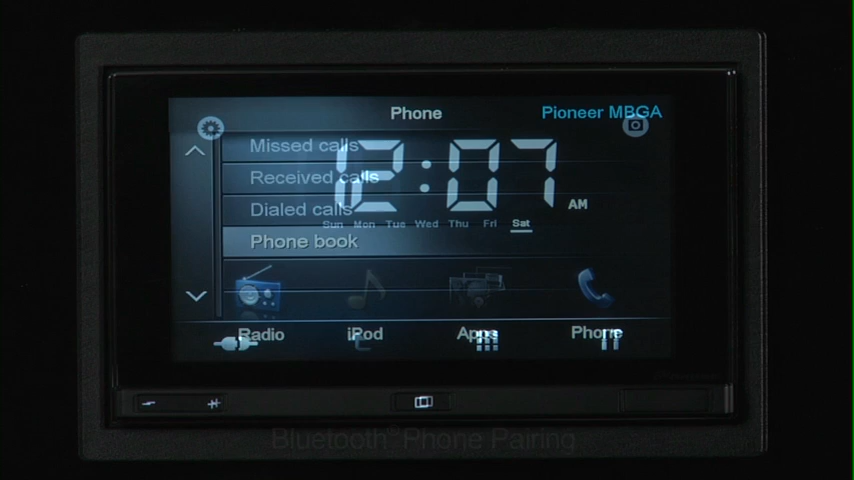 Phone Pioneer MBGA
Missed calls
Received calls
Dialed calls
12:07 AM
Sun Mon Tue Wed Thu Fri Sat
Phone book
Radio iPod Apps Phone
Bluetooth® Phone Pairing